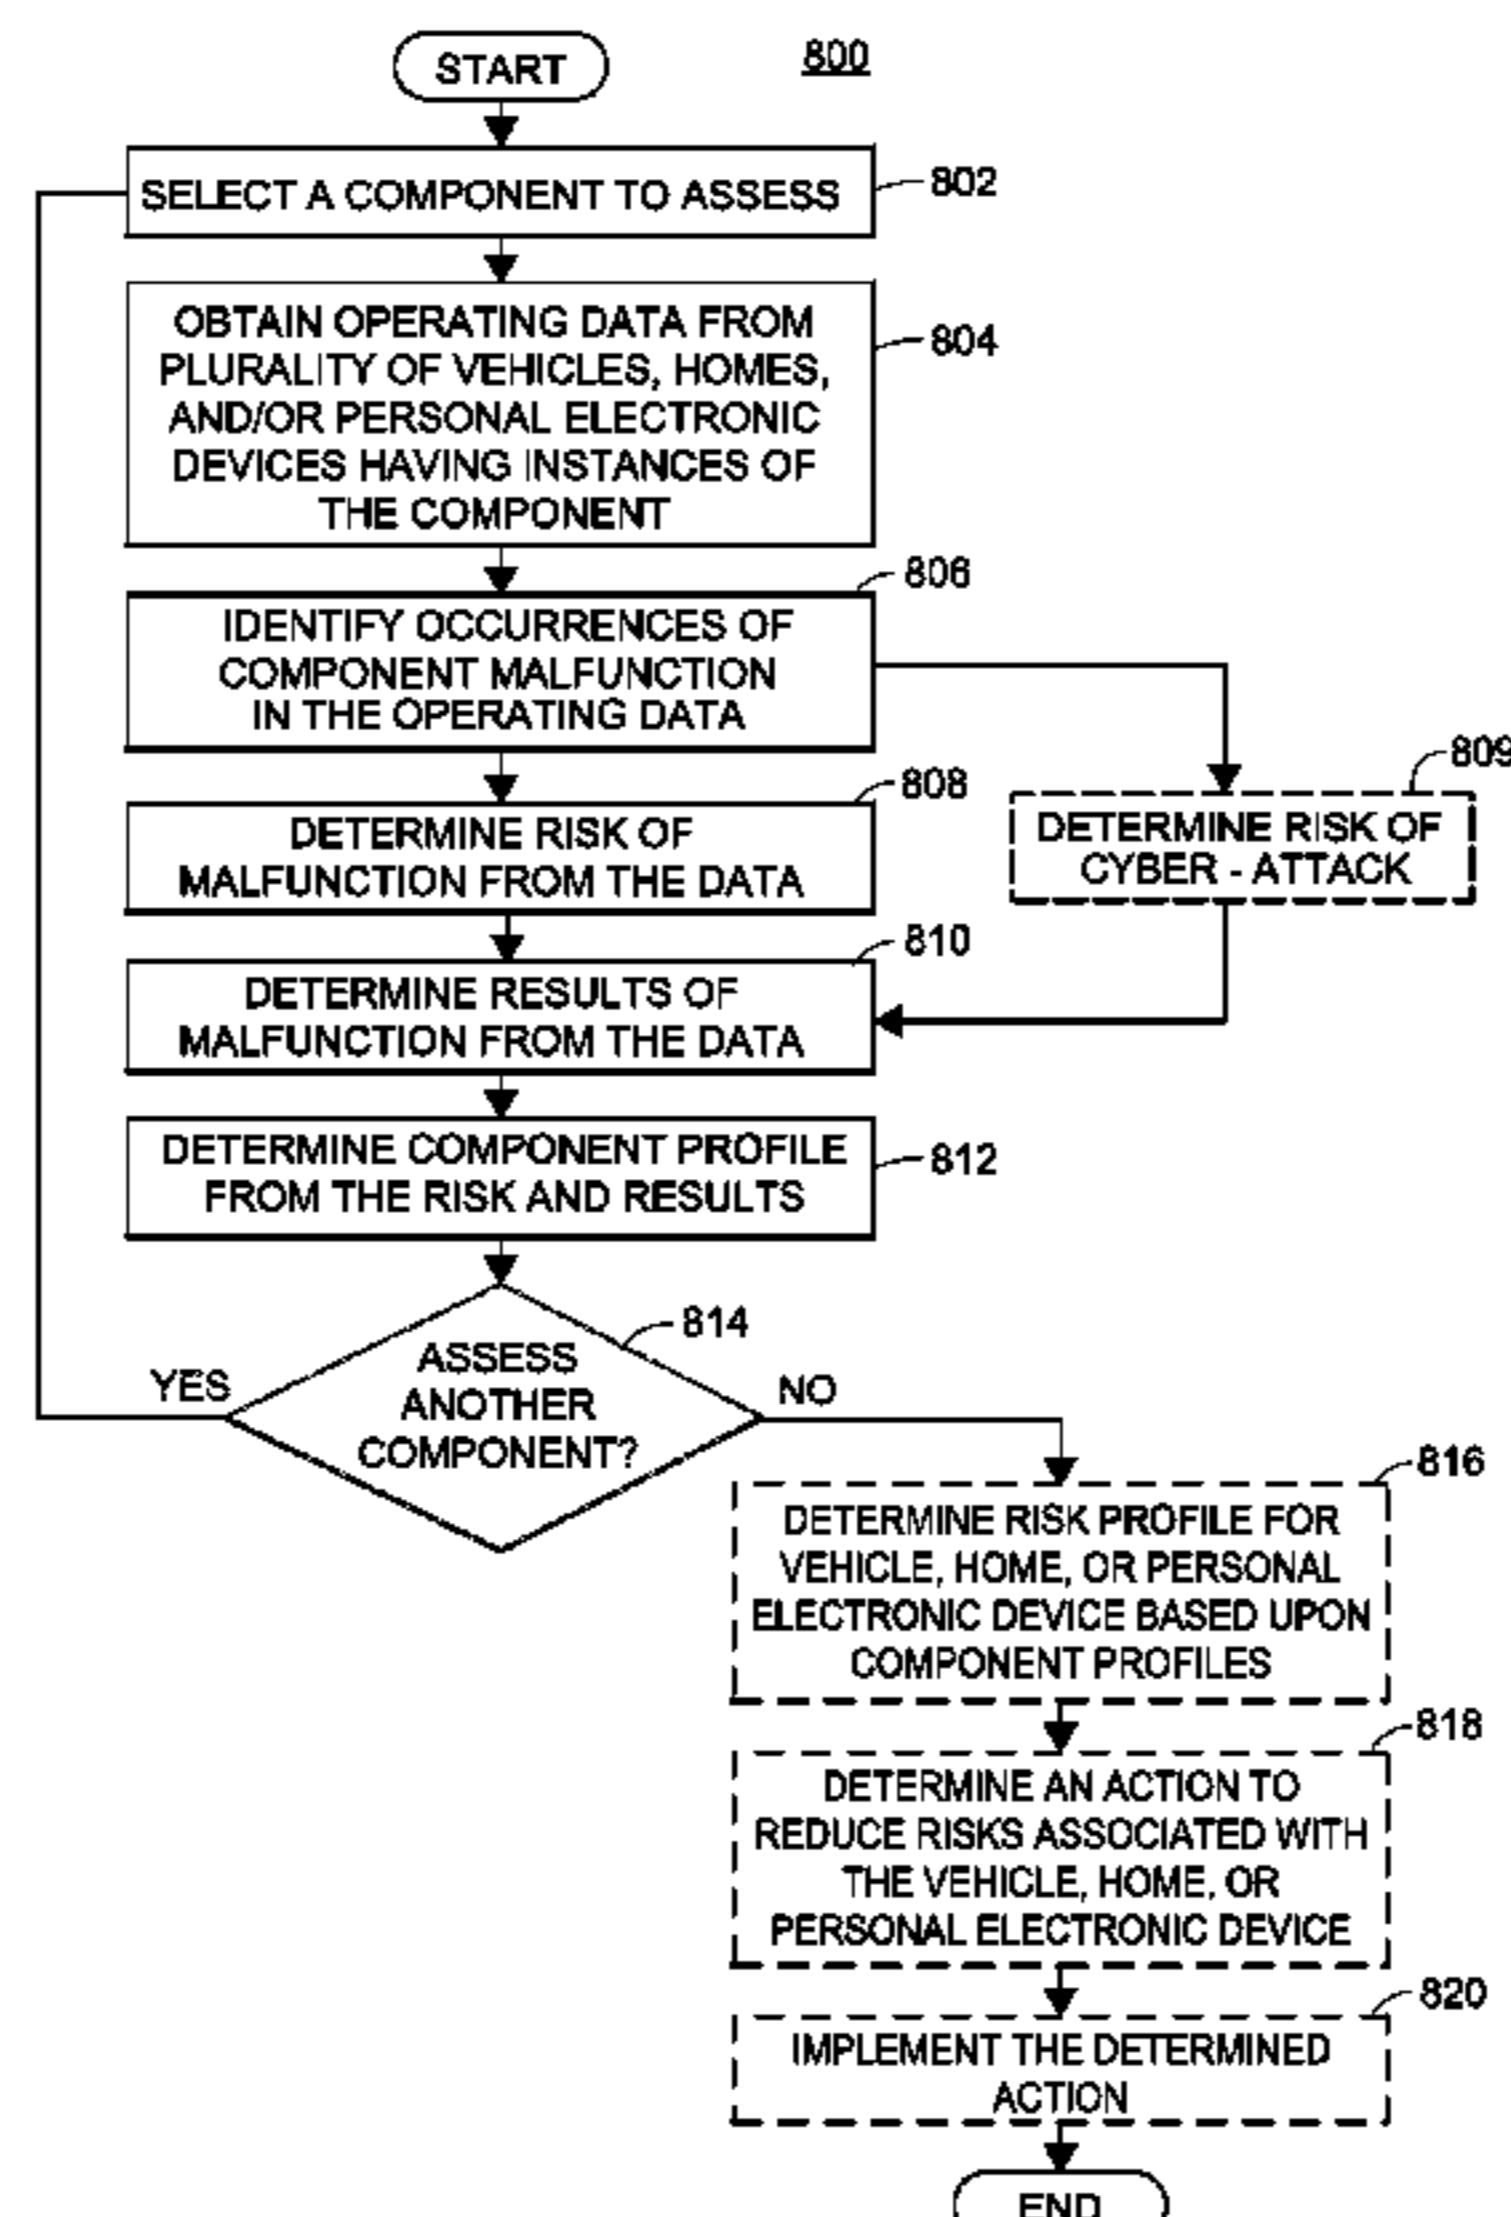 START
800
SELECT A COMPONENT TO ASSESS
802
OBTAIN OPERATING DATA FROM
PLURALITY OF VEHICLES, HOMES,
AND/OR PERSONAL ELECTRONIC
DEVICES HAVING INSTANCES OF
THE COMPONENT
804
806
IDENTIFY OCCURRENCES OF
COMPONENT MALFUNCTION
IN THE OPERATING DATA
808
DETERMINE RISK OF
MALFUNCTION FROM THE DATA
809
DETERMINE RISK OF
CYBER - ATTACK
810
DETERMINE RESULTS OF
MALFUNCTION FROM THE DATA
DETERMINE COMPONENT PROFILE
FROM THE RISK AND RESULTS
812
814
ASSESS
ANOTHER
COMPONENT?
YES
NO
816
DETERMINE RISK PROFILE FOR
VEHICLE, HOME, OR PERSONAL
ELECTRONIC DEVICE BASED UPON
COMPONENT PROFILES
818
DETERMINE AN ACTION TO
REDUCE RISKS ASSOCIATED WITH
THE VEHICLE, HOME, OR
PERSONAL ELECTRONIC DEVICE
820
IMPLEMENT THE DETERMINED
ACTION
END